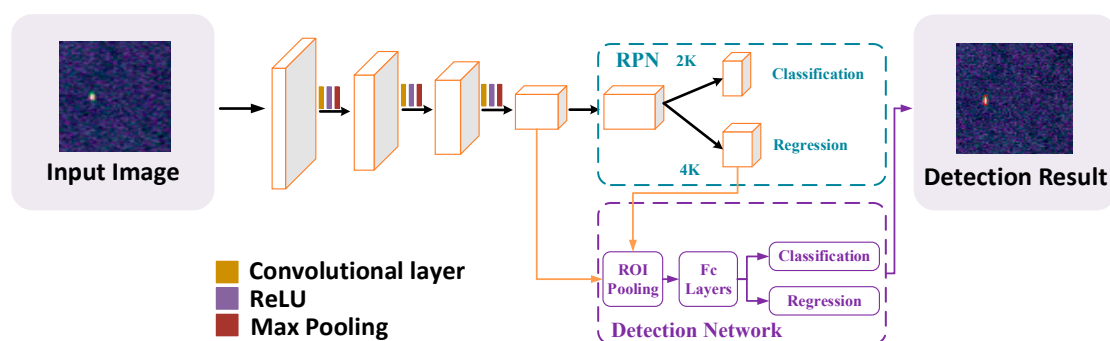 Input Image
RPN
2K
Classification
Regression
4K
Detection Result
Convolutional layer
ReLU
Max Pooling
ROI
Pooling
Fc
Layers
Classification
Regression
Detection Network